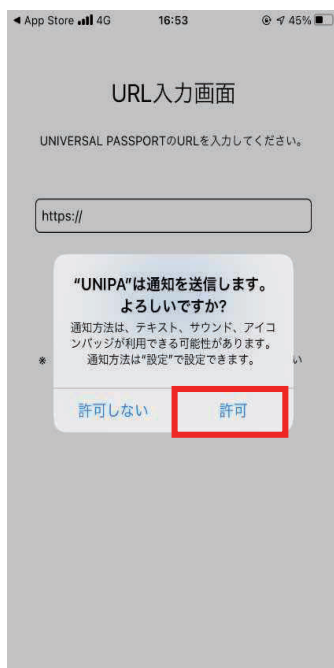 ◀ App Store 4G 16:53 45%
URL入力画面
UNIVERSAL PASSPORTのURLを入力してください。
https://
"UNIPA"は通知を送信します。
よろしいですか?
通知方法は、テキスト、サウンド、アイコ
ンバッジが利用できる可能性があります。
通知方法は"設定"で設定できます。
※ い
許可しない 許可